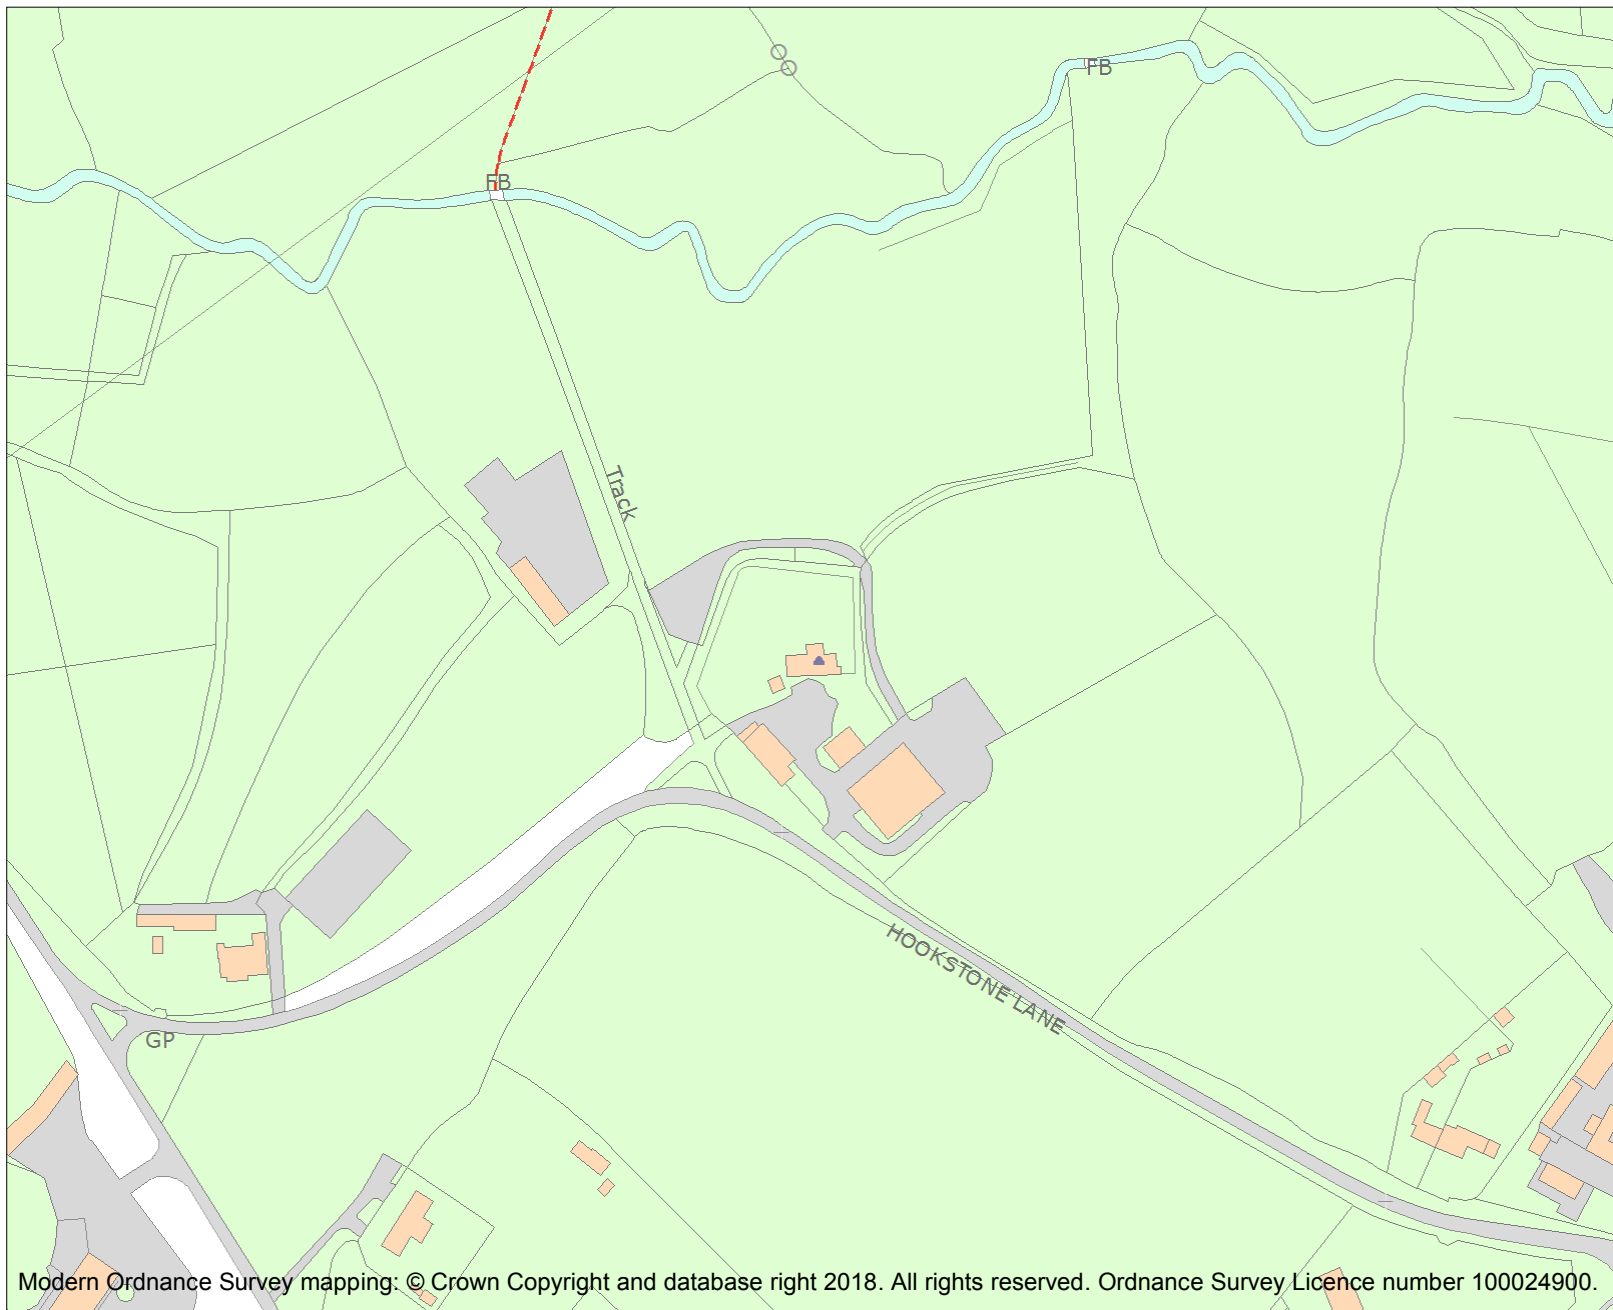 FB
FB
Track
HOOKSTONE LANE
GP
Modern Ordnance Survey mapping: © Crown Copyright and database right 2018. All rights reserved. Ordnance Survey Licence number 100024900.